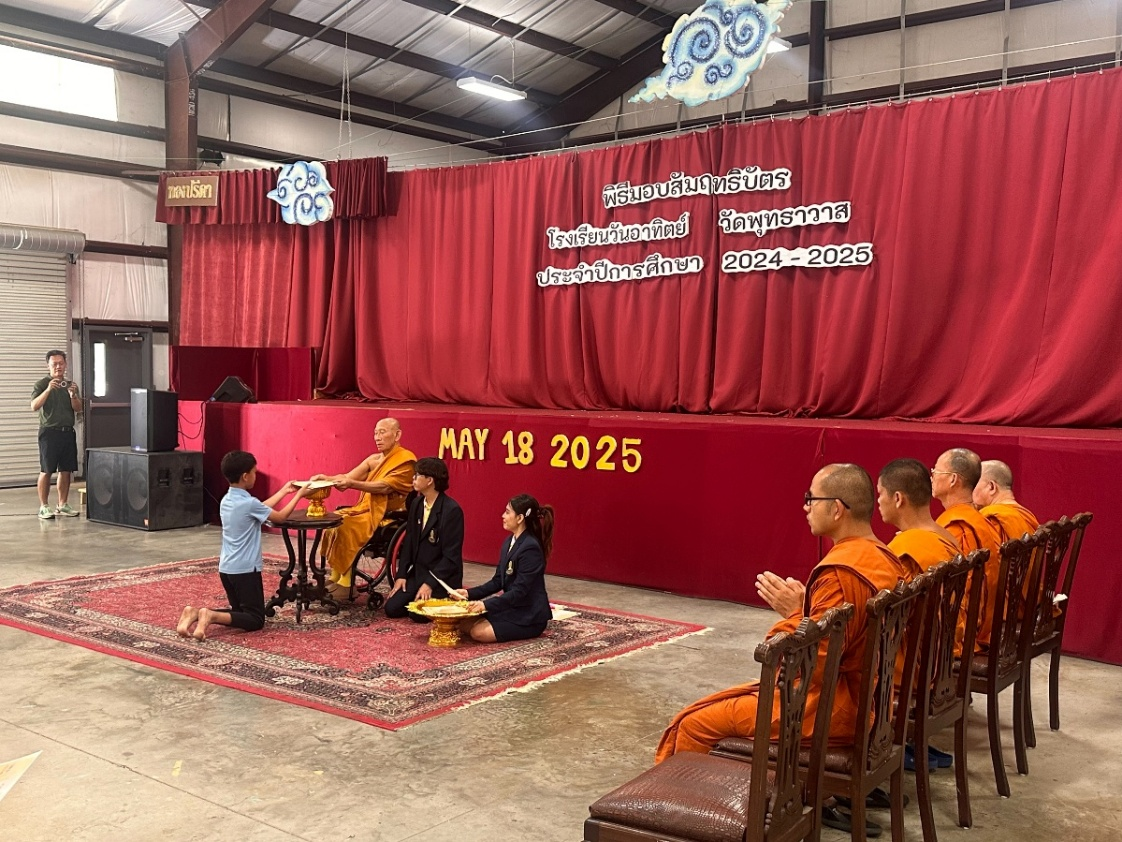 พิธีมอบสัมฤทธิบัตร
โรงเรียนวันอาทิตย์ วัดพุทธาวาส
ประจำปีการศึกษา 2024 - 2025
MAY 18 2025